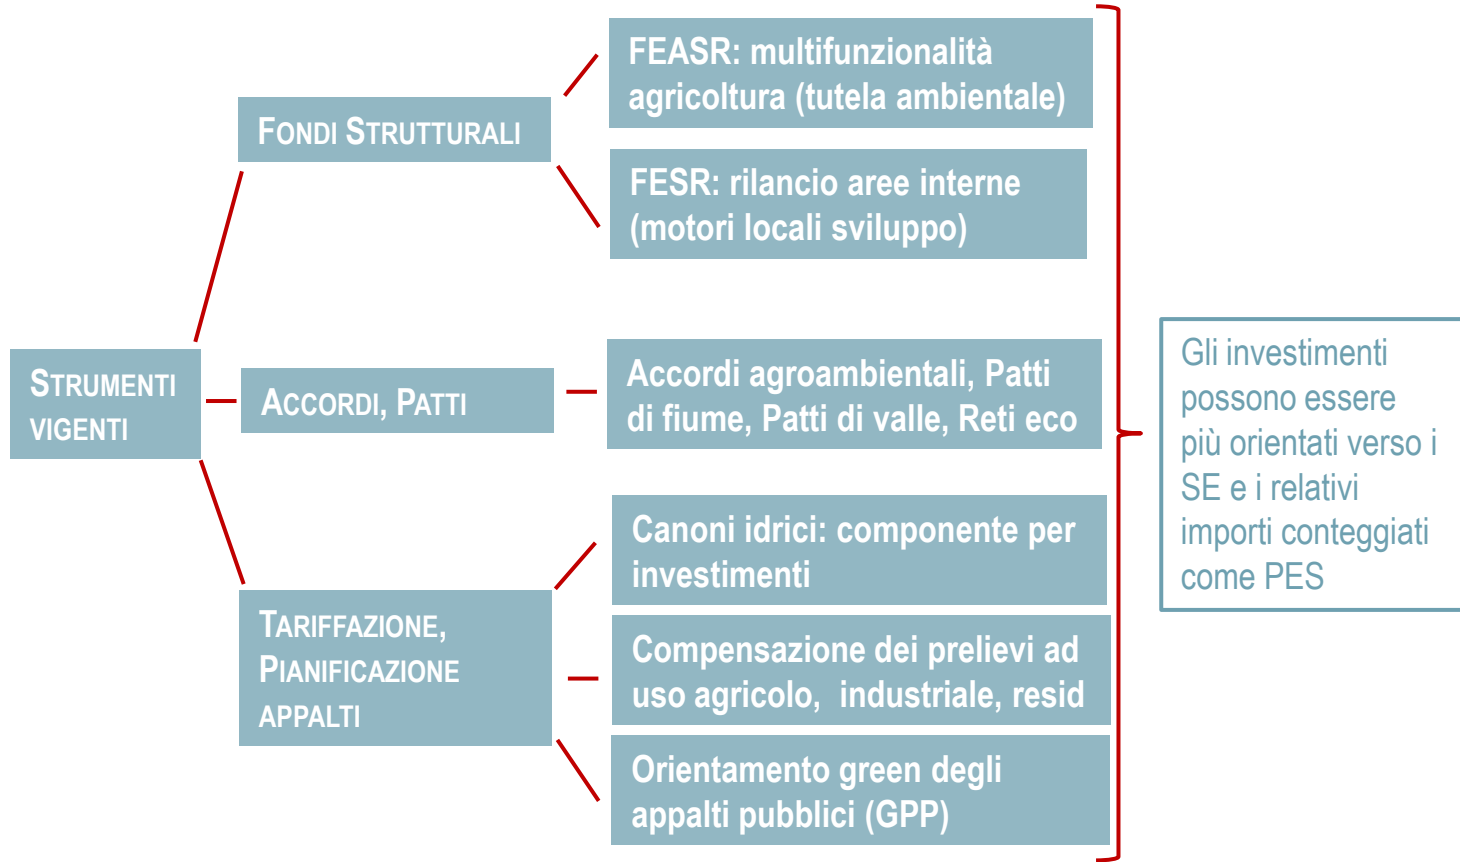 STRUMENTI
VIGENTI
FONDI STRUTTURALI
FEASR: multifunzionalità
agricoltura (tutela ambientale)
FESR: rilancio aree interne
(motori locali sviluppo)
ACCORDI, PATTI
Accordi agroambientali, Patti
di fiume, Patti di valle, Reti eco
TARIFFAZIONE,
PIANIFICAZIONE
APPALTI
Canoni idrici: componente per
investimenti
Compensazione dei prelievi ad
uso agricolo, industriale, resid
Orientamento green degli
appalti pubblici (GPP)
Gli investimenti
possono essere
più orientati verso i
SE e i relativi
importi conteggiati
come PES